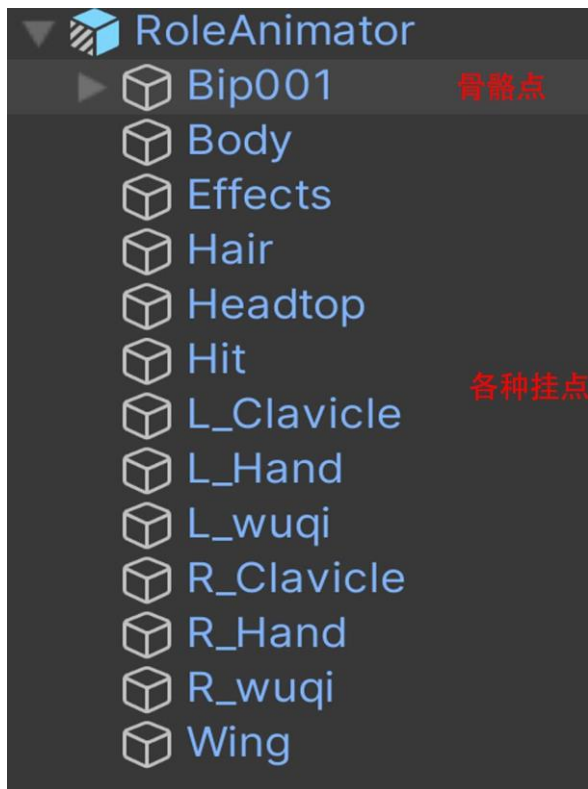 RoleAnimator
Bip001 骨骼点
Body
Effects
Hair
Headtop
Hit
各种挂点
L_Clavicle
L_Hand
L_wuqi
R_Clavicle
R_Hand
R_wuqi
Wing